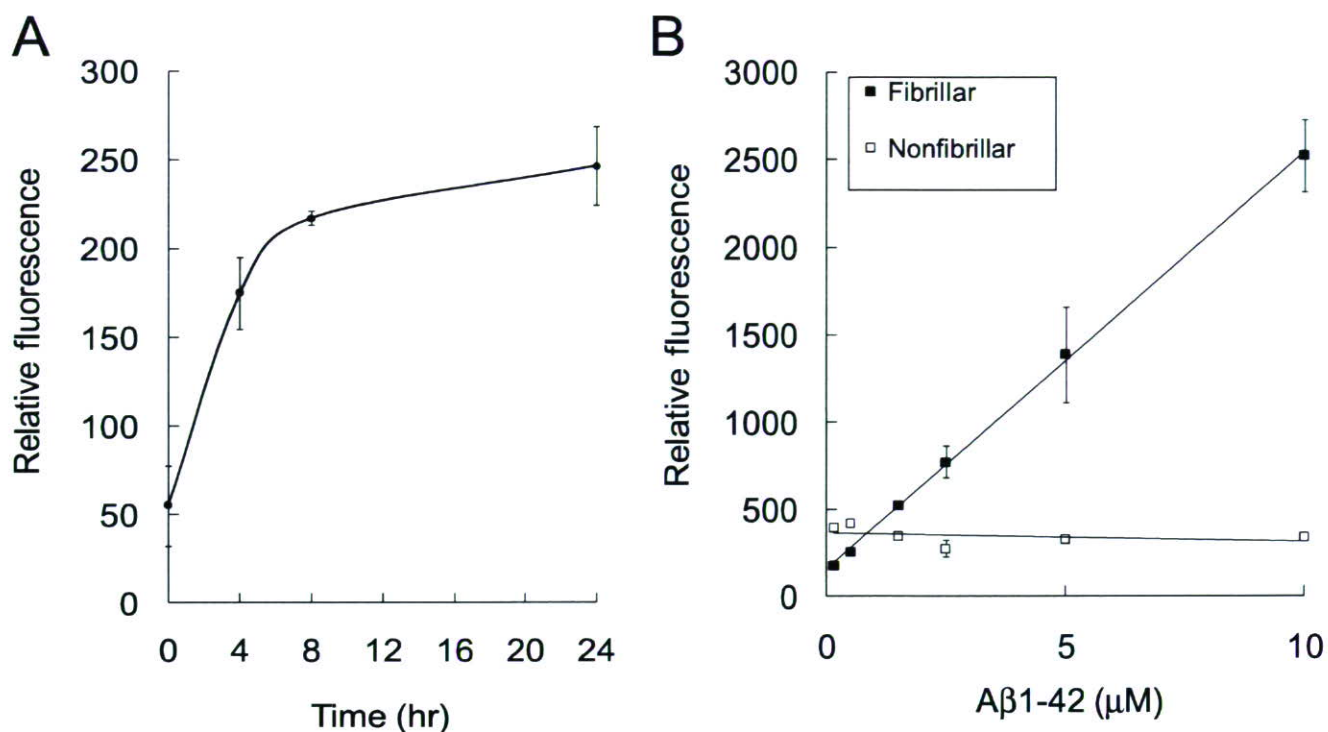 A
Relative fluorescence
300
250
200
150
100
50
0
0 4 8 12 16 20 24
Time (hr)
B
Relative fluorescence
3000
2500
2000
1500
1000
500
0
Fibrillar
Nonfibrillar
0 5 10
Aβ1-42 (μM)